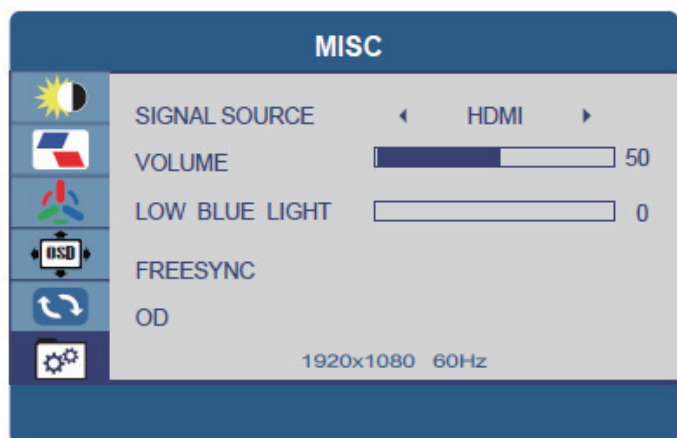 MISC
SIGNAL SOURCE HDMI
VOLUME 50
LOW BLUE LIGHT 0
OSD
FREESYNC
OD
1920x1080 60Hz